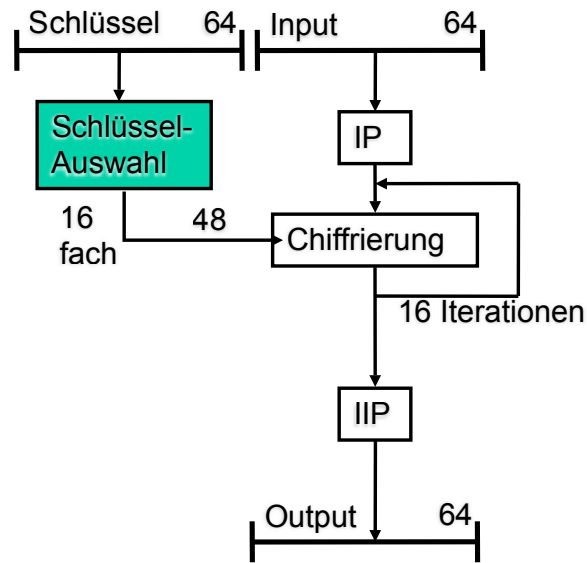 Schlüssel 64
Input 64
Schlüssel-
Auswahl
IP
16
fach
48
Chiffrierung
16 Iterationen
IIP
Output 64